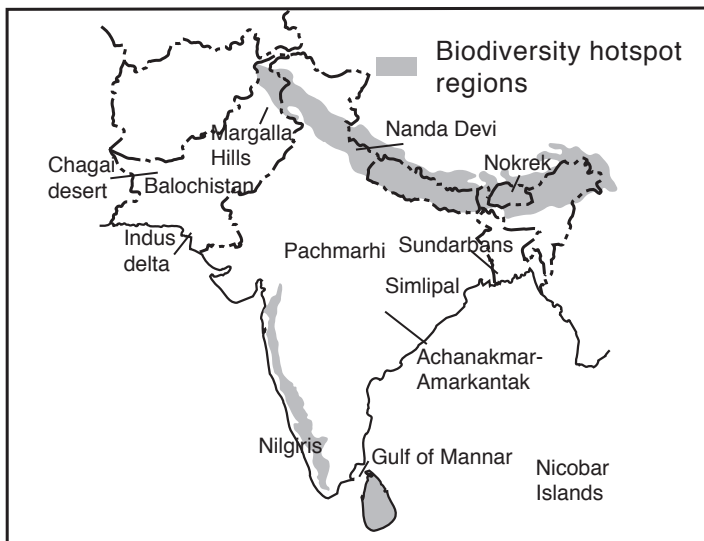 Biodiversity hotspot
regions
Margalla
Hills
Nanda Devi
Nokrek
Chagai
desert
Balochistan
Indus
delta
Pachmarhi
Sundarbans
Simlipal
Achanakmar-
Amarkantak
Nilgiris
Gulf of Mannar
Nicobar
Islands